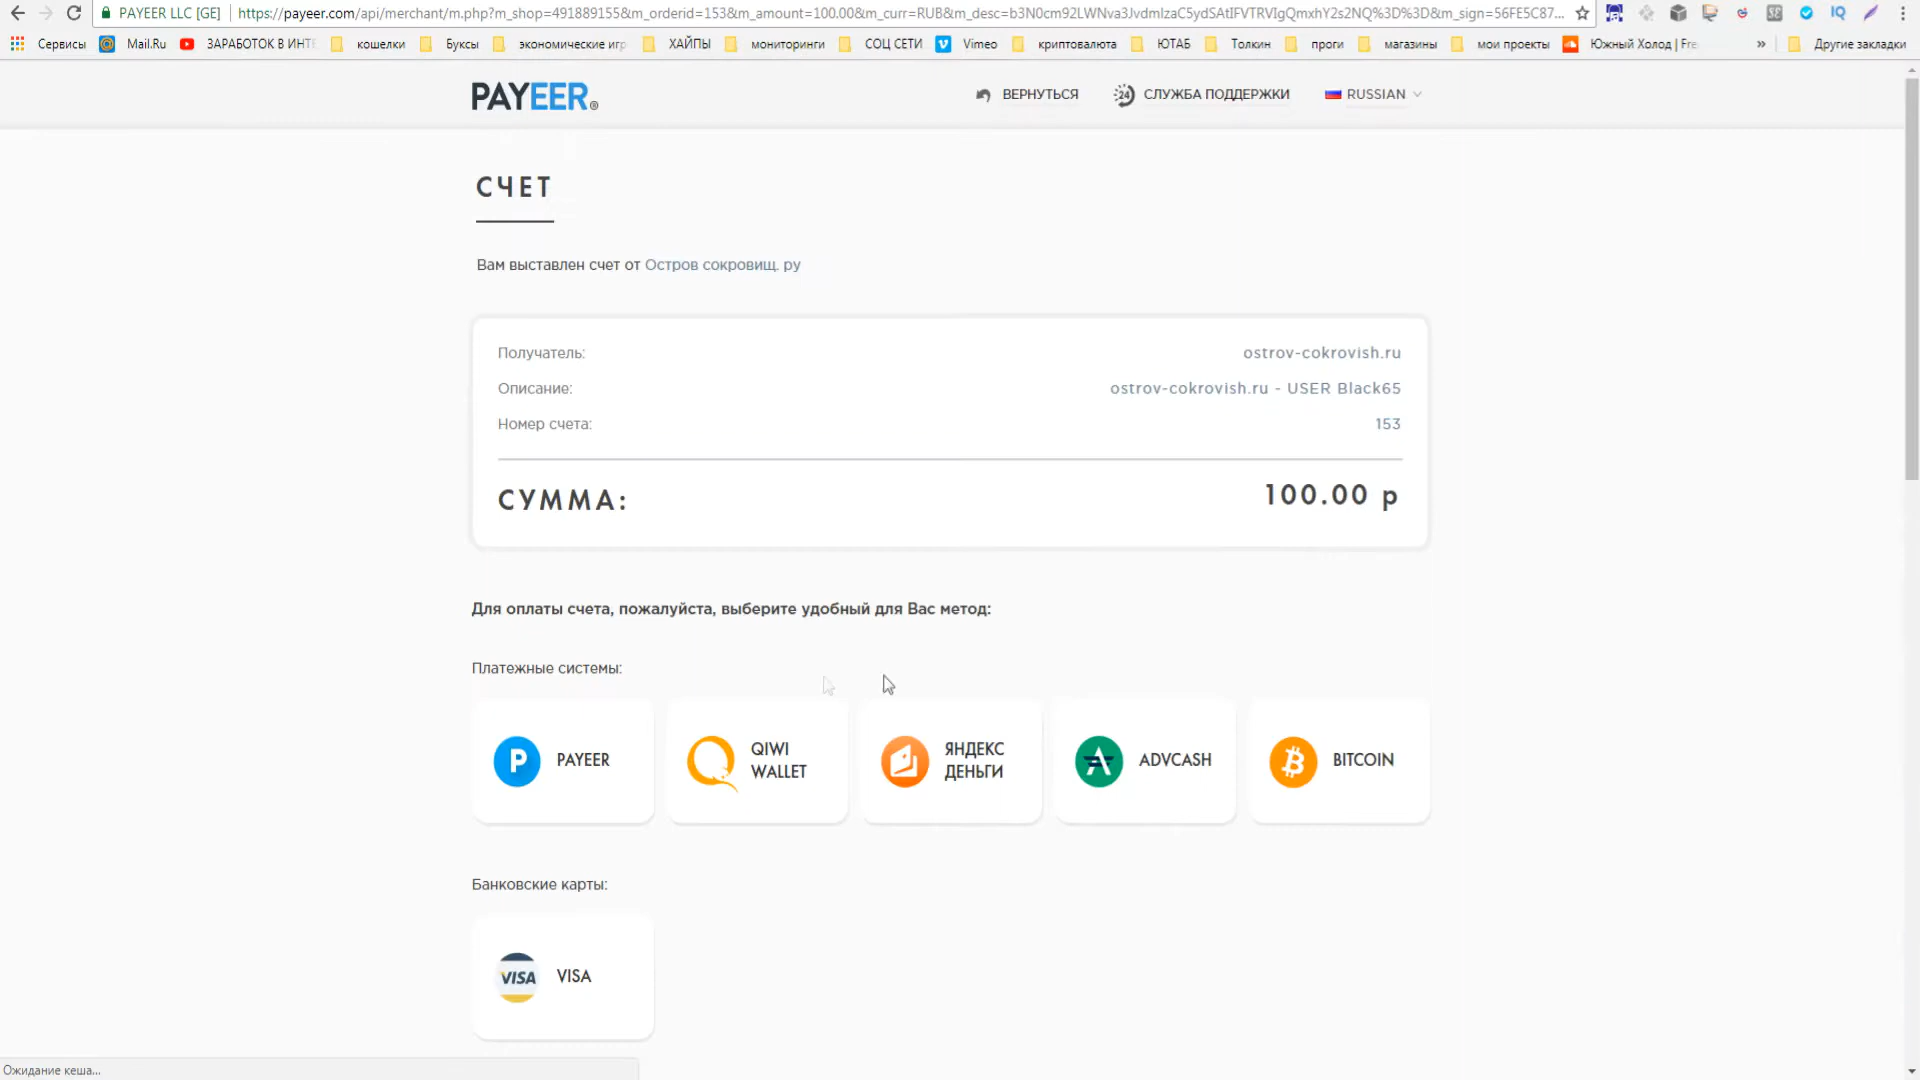 PAYEER LLC [GE] https://payeer.com/api/merchant/m.php?m_shop=491889155&m_orderid=153&m_amount=100.00&m_curr=RUB&m_desc=b3N0cm92LWNva3JvdmlzaC5ydSAtIFVTRVIgQmxhY2s2NQ%3D%3D&m_sign=56FE5C87...
Сервисы Mail.Ru ЗАРАБОТОК В ИНТЕ кошелки Буксы экономические игр ХАЙПЫ мониторинги СОЦ СЕТИ Vimeo криптовалюта ЮТАБ Толкин проги магазины мои проекты Южный Холод | Fre » Другие закладки
PAYEER® ВЕРНУТЬСЯ 24 СЛУЖБА ПОДДЕРЖКИ RUSSIAN
СЧЕТ
Вам выставлен счет от Остров сокровищ. ру
Получатель: ostrov-cokrovish.ru
Описание: ostrov-cokrovish.ru - USER Black65
Номер счета: 153
СУММА: 100.00 р
Для оплаты счета, пожалуйста, выберите удобный для Вас метод:
Платежные системы:
PAYEER
QIWI
WALLET
ЯНДЕКС
ДЕНЬГИ
ADVCASH
BITCOIN
Банковские карты:
VISA VISA
Ожидание кеша...